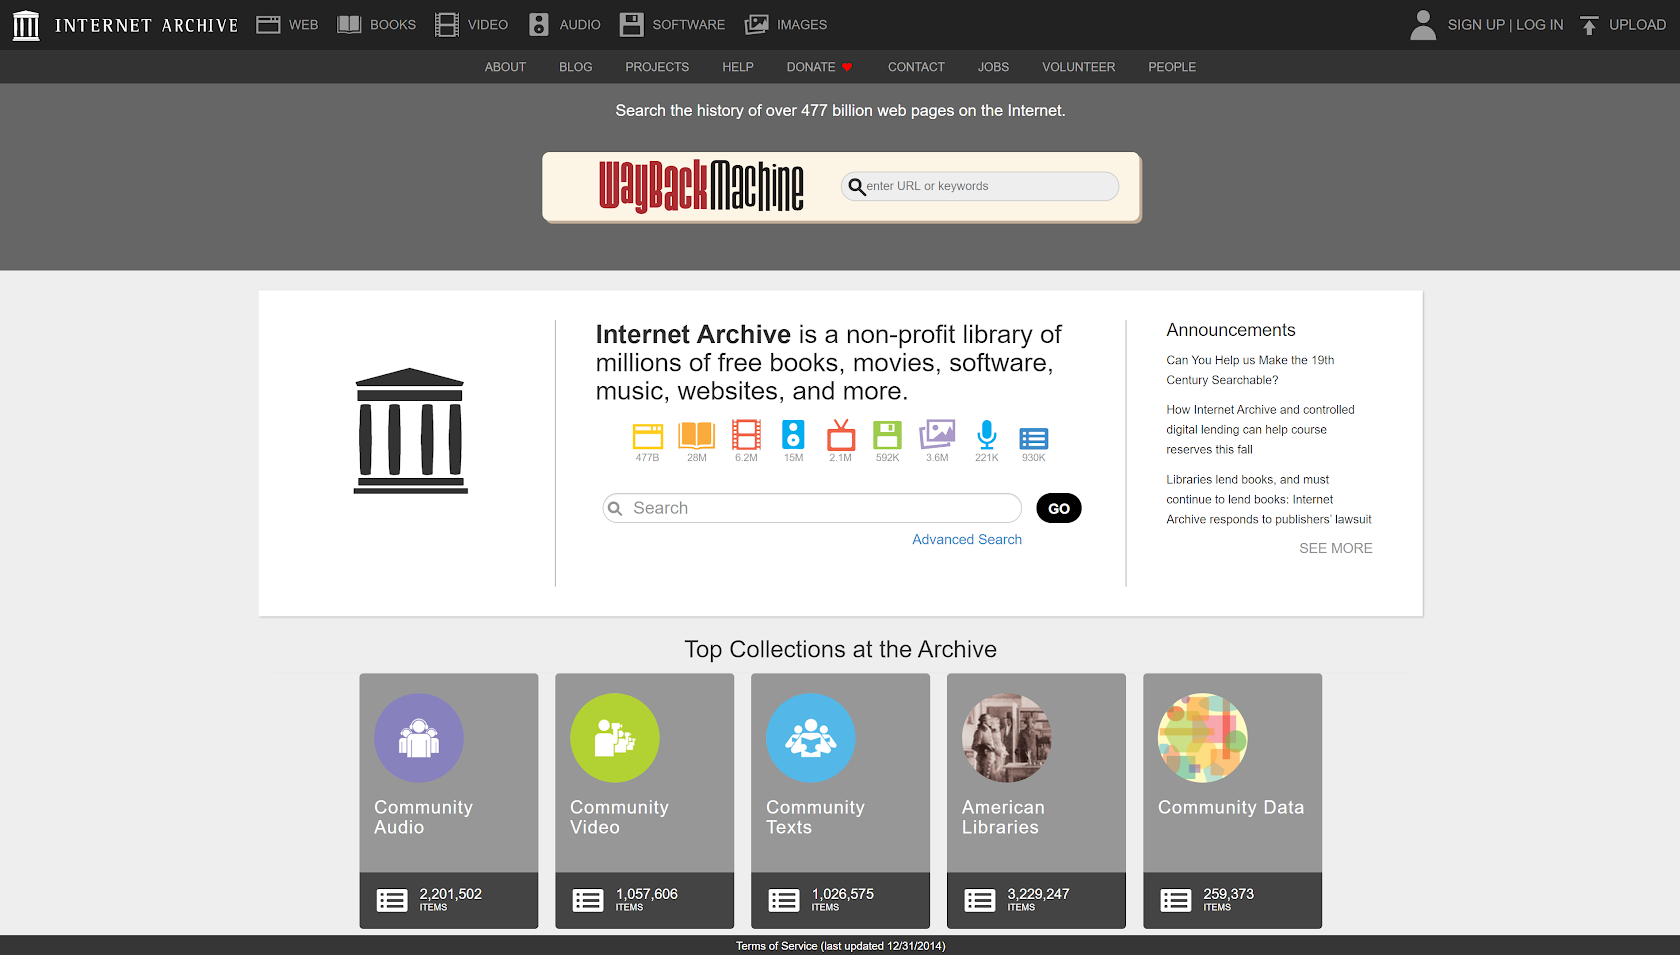 INTERNET ARCHIVE
WEB
BOOKS
VIDEO
AUDIO
SOFTWARE
IMAGES
SIGN UP | LOG IN
UPLOAD
ABOUT
BLOG
PROJECTS
HELP
DONATE
CONTACT
JOBS
VOLUNTEER
PEOPLE
Search the history of over 477 billion web pages on the Internet.
WayBackMachine
enter URL or keywords
Internet Archive is a non-profit library of
millions of free books, movies, software,
music, websites, and more.
477B
28M
6.2M
15M
2.1M
592K
3.6M
221K
930K
Search
GO
Advanced Search
Announcements
Can You Help us Make the 19th
Century Searchable?
How Internet Archive and controlled
digital lending can help course
reserves this fall
Libraries lend books, and must
continue to lend books: Internet
Archive responds to publishers' lawsuit
SEE MORE
Top Collections at the Archive
Community
Audio
2,201,502
ITEMS
Community
Video
1,057,606
ITEMS
Community
Texts
1,026,575
ITEMS
American
Libraries
3,229,247
ITEMS
Community Data
259,373
ITEMS
Terms of Service (last updated 12/31/2014)